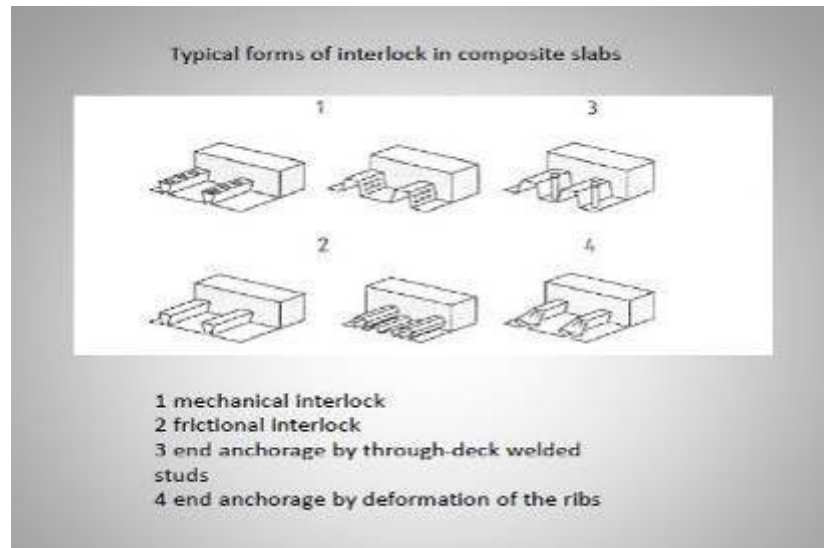 Typical forms of interlock in composite slabs
1
3
2
4
1 mechanical interlock
2 frictional interlock
3 end anchorage by through-deck welded
studs
4 end anchorage by deformation of the ribs